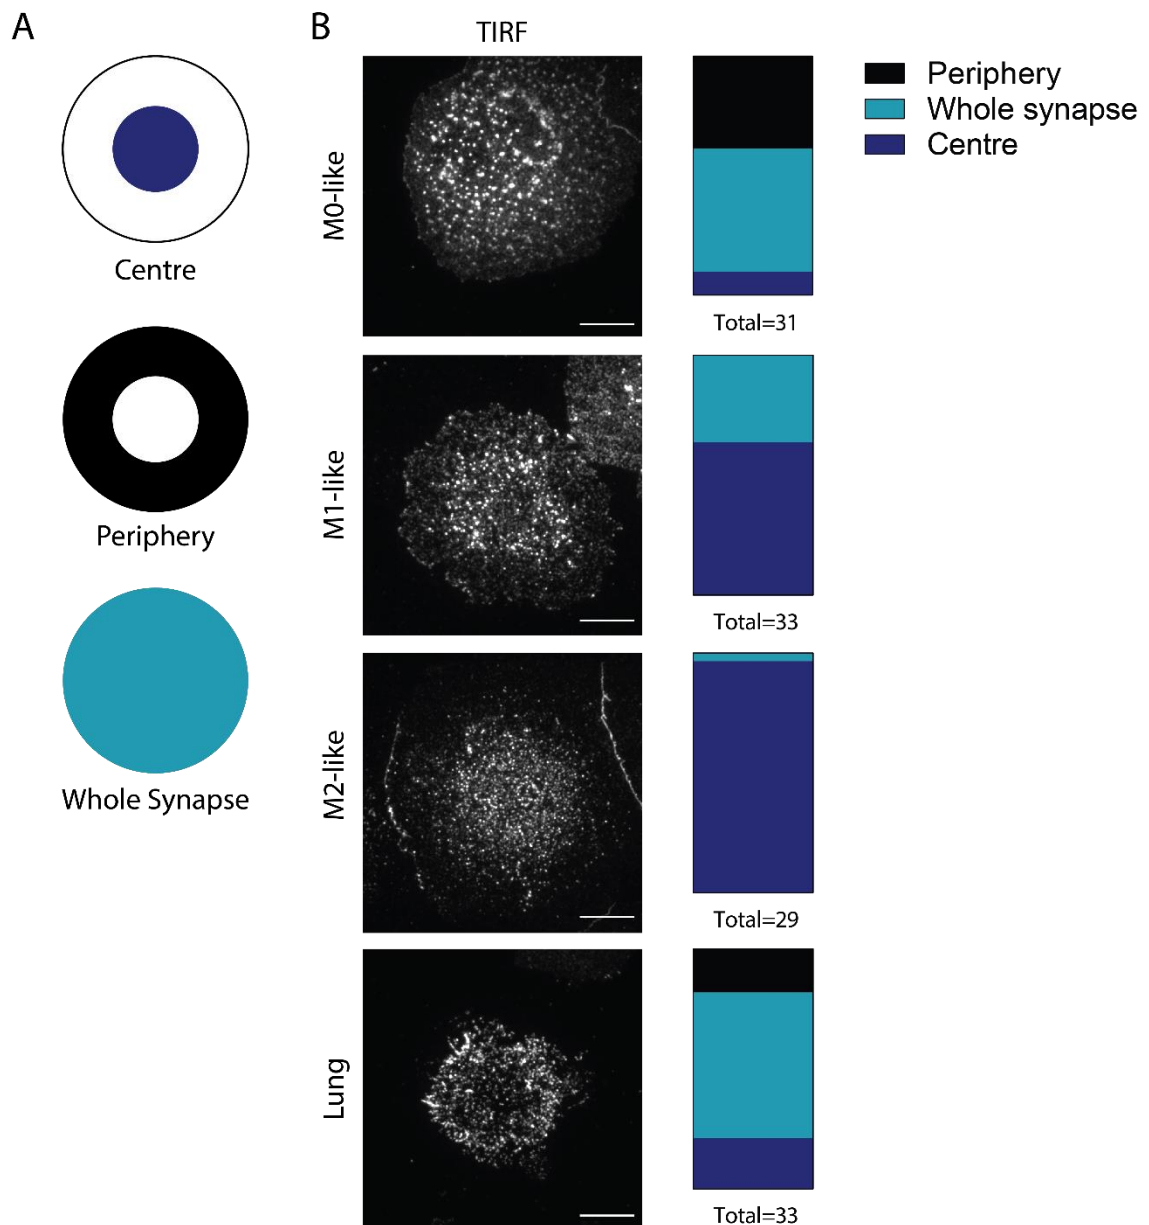 A
Centre
Periphery
Whole Synapse
B
TIRF
M0-like
Total=31
M1-like
Total=33
M2-like
Total=29
Lung
Total=33
Periphery
Whole synapse
Centre